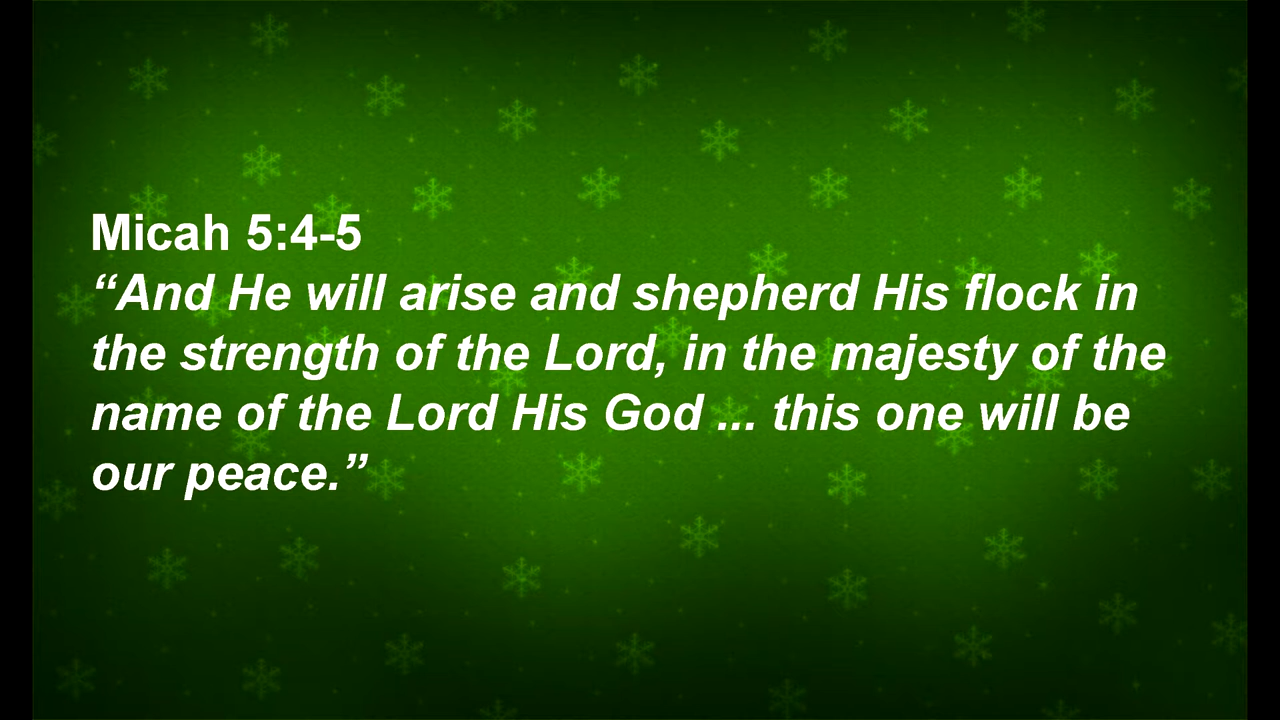 Micah 5:4-5
“And He will arise and shepherd His flock in
the strength of the Lord, in the majesty of the
name of the Lord His God ... this one will be
our peace.”